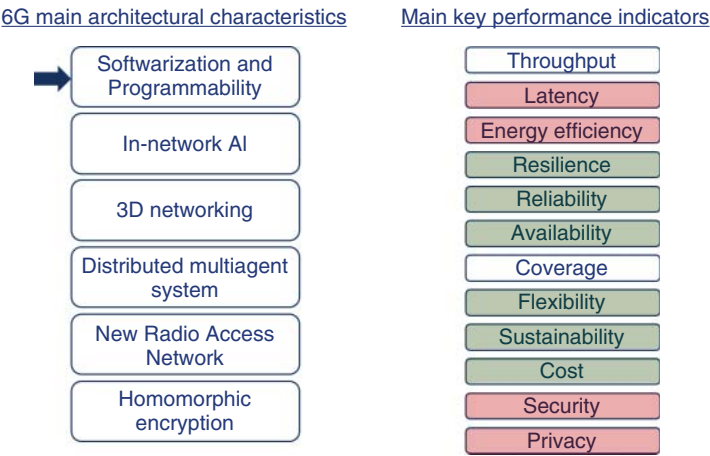 6G main architectural characteristics
Softwarization and
Programmability
In-network AI
3D networking
Distributed multiagent
system
New Radio Access
Network
Homomorphic
encryption
Main key performance indicators
Throughput
Latency
Energy efficiency
Resilience
Reliability
Availability
Coverage
Flexibility
Sustainability
Cost
Security
Privacy